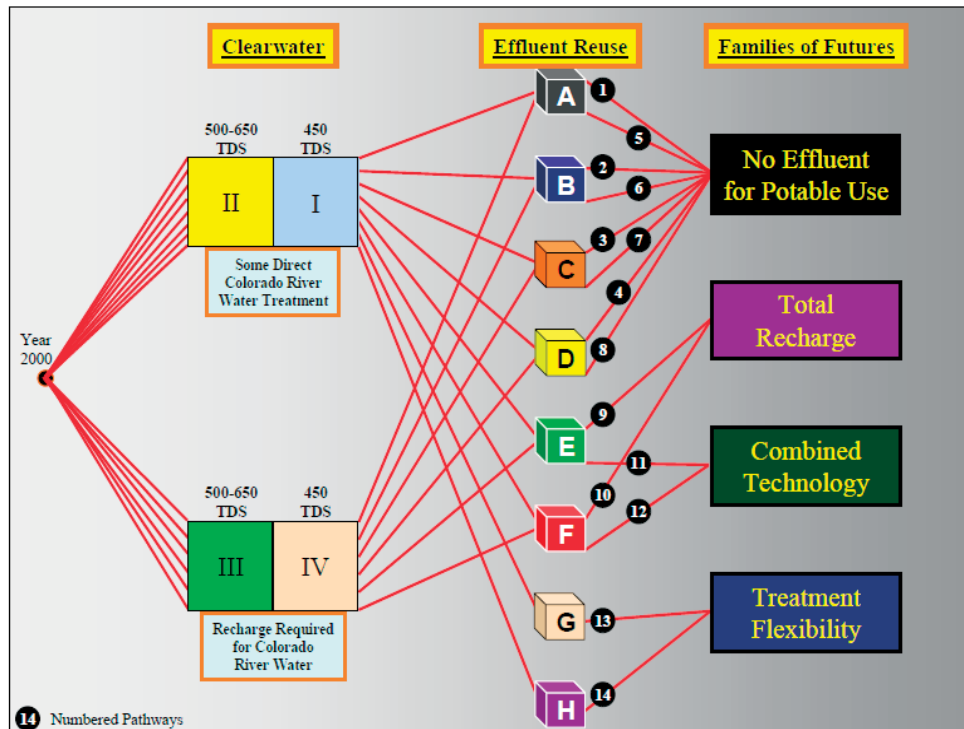 Clearwater
Effluent Reuse
Families of Futures
500-650
TDS
450
TDS
II
I
Some Direct
Colorado River
Water Treatment
Year
2000
500-650
TDS
450
TDS
III
IV
Recharge Required
for Colorado
River Water
A
B
C
D
E
F
G
H
1
5
2
6
3
7
4
8
9
11
10
12
13
14
No Effluent
for Potable Use
Total
Recharge
Combined
Technology
Treatment
Flexibility
14 Numbered Pathways